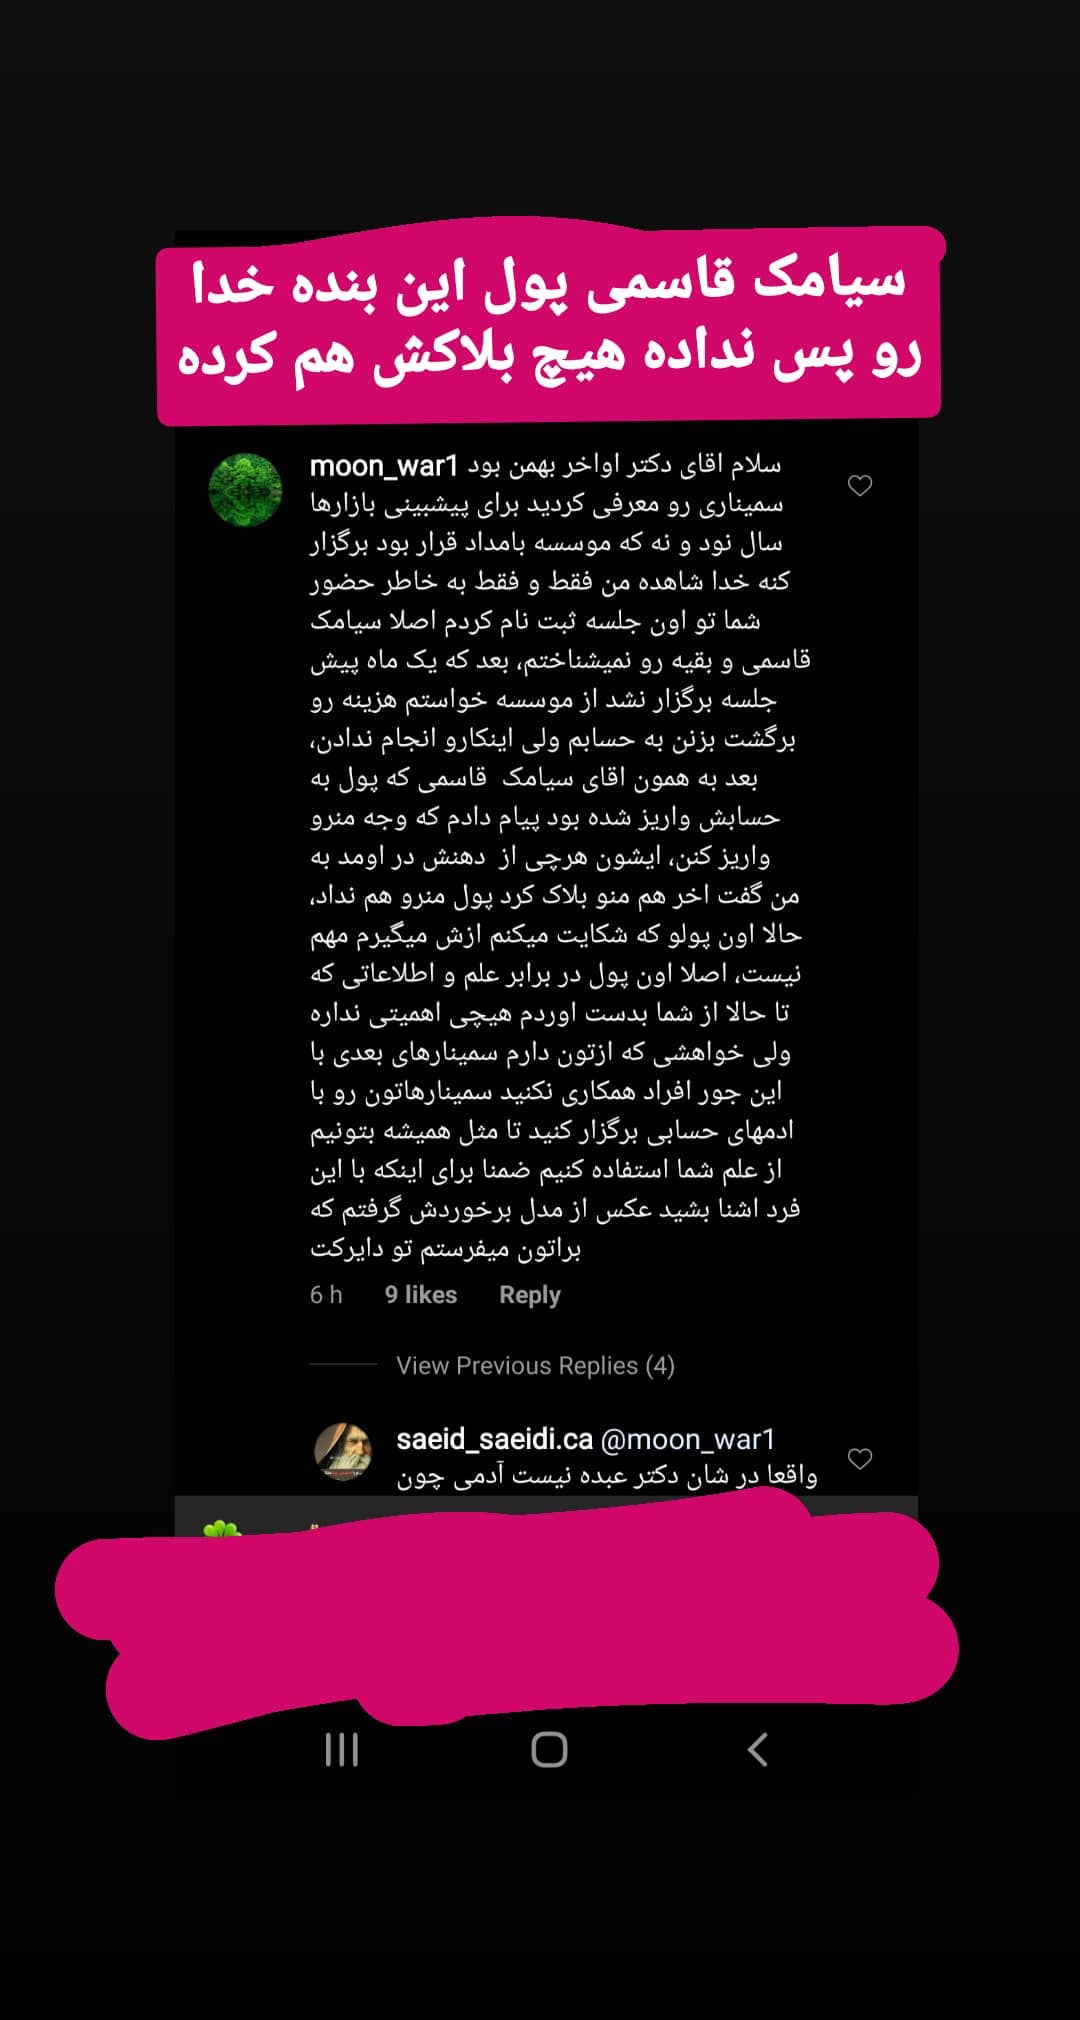 سیامک قاسمی پول این بنده خدا
رو پس نداده هیچ بلاکش هم کرده
moon_war1 سلام اقای دکتر اواخر بهمن بود
سمیناری رو معرفی کردید برای پیشبینی بازارها
سال نود و نه که موسسه بامداد قرار بود برگزار
کنه خدا شاهده من فقط و فقط به خاطر حضور
شما تو اون جلسه ثبت نام کردم اصلا سیامک
قاسمی و بقیه رو نمیشناختم، بعد که یک ماه پیش
جلسه برگزار نشد از موسسه خواستم هزینه رو
برگشت بزنن به حسابم ولی اینکارو انجام ندادن،
بعد به همون اقای سیامک قاسمی که پول به
حسابش واریز شده بود پیام دادم که وجه منرو
واریز کنن، ایشون هرچی از دهنش در اومد به
من گفت اخر هم منو بلاک کرد پول منرو هم نداد،
حالا اون پولو که شکایت میکنم ازش میگیرم مهم
نیست، اصلا اون پول در برابر علم و اطلاعاتی که
تا حالا از شما بدست اوردم هیچی اهمیتی نداره
ولی خواهشی که ازتون دارم سمینارهای بعدی با
این جور افراد همکاری نکنید سمینارهاتون رو با
ادمهای حسابی برگزار کنید تا مثل همیشه بتونیم
از علم شما استفاده کنیم ضمنا برای اینکه با این
فرد اشنا بشید عکس از مدل برخوردش گرفتم که
براتون میفرستم تو دایرکت
6 h 9 likes Reply
View Previous Replies (4)
saeid_saeidi.ca @moon_war1
واقعا در شان دکتر عبده نیست آدمی چون